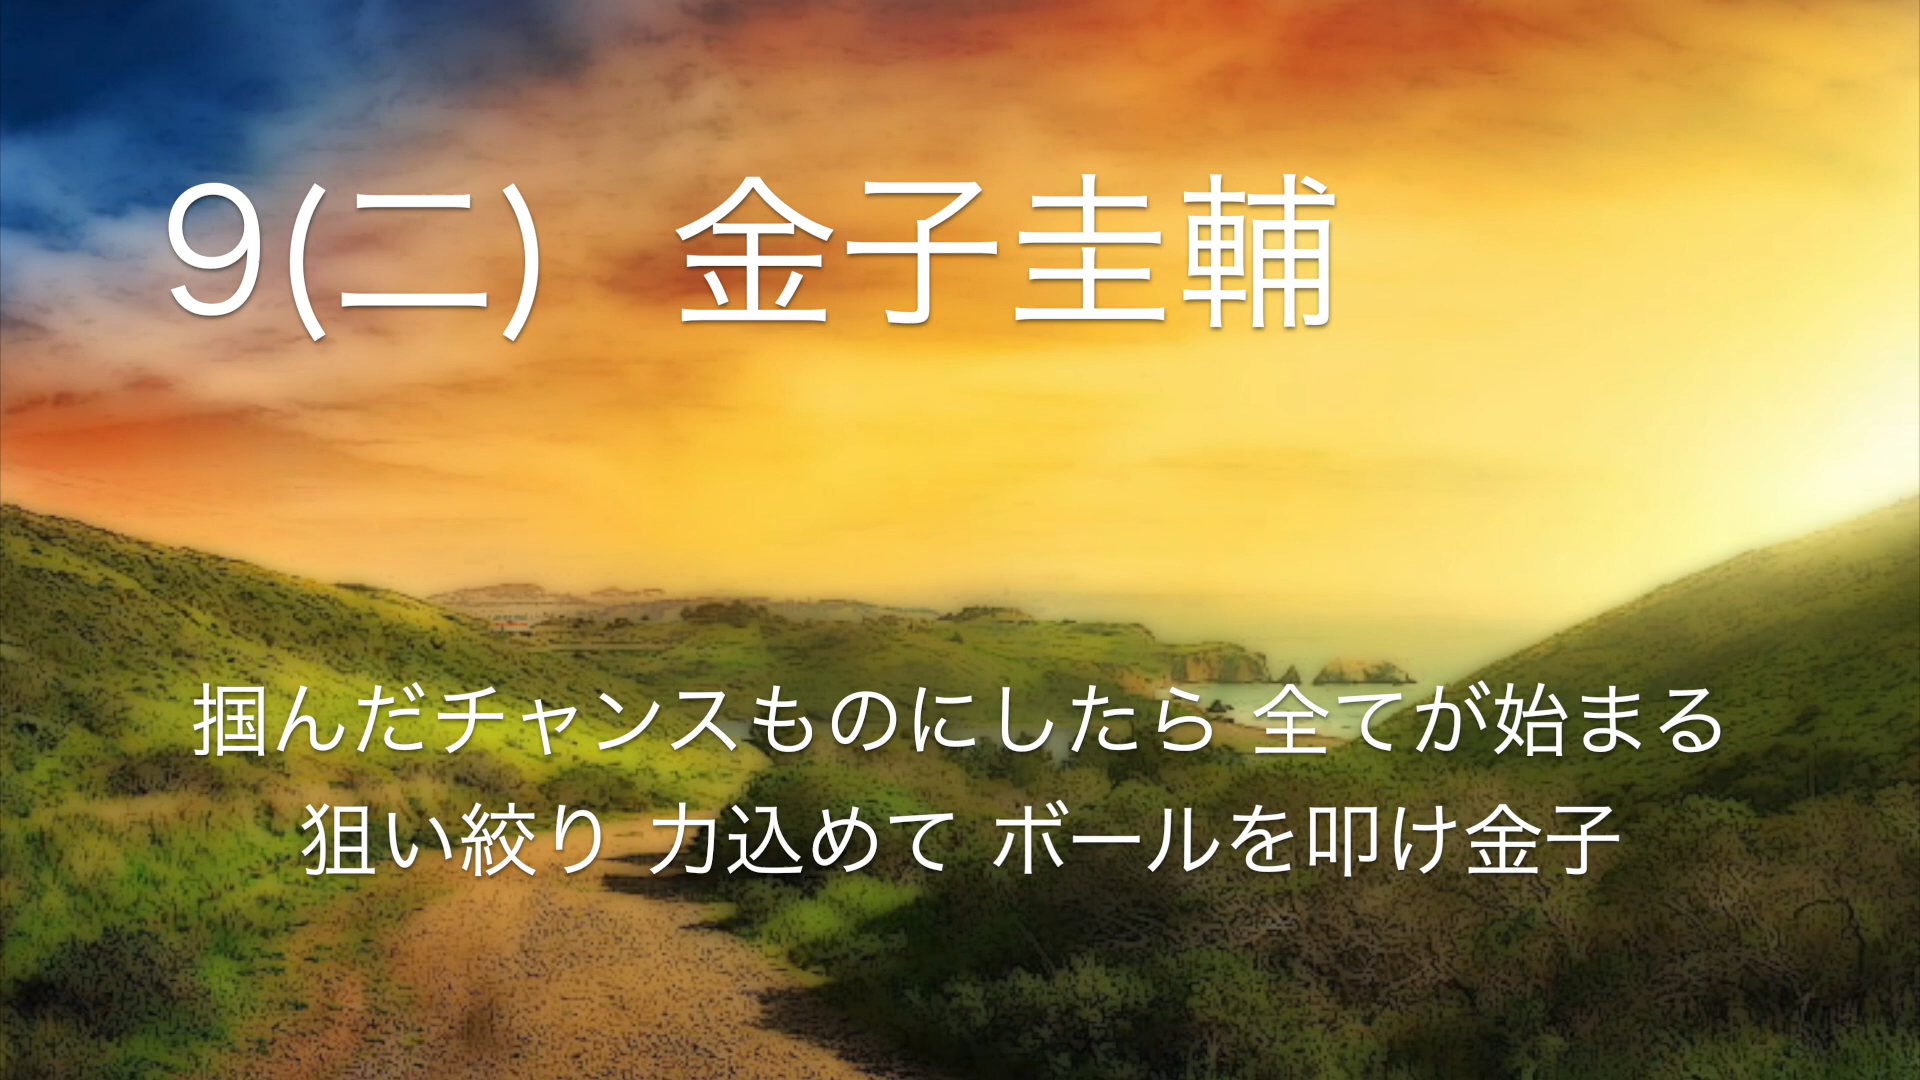 9(二) 金子圭輔
掴んだチャンスものにしたら 全てが始まる
狙い絞り 力込めて ボールを叩け金子